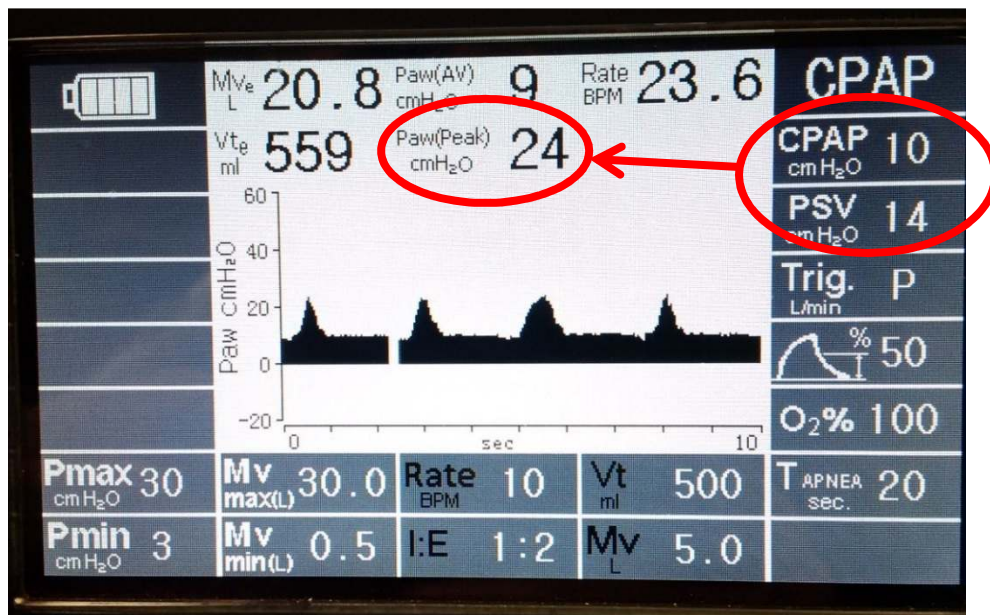 MVe L 20.8 Paw(AV) cmH2O 9 Rate BPM 23.6 CPAP
Vte ml 559 Paw(Peak) cmH2O 24
CPAP cmH2O 10
PSV cmH2O 14
Trig. L/min P
% 50
O2% 100
60
40
20
0
-20
Paw cmH2O
0 sec 10
Pmax cmH2O 30 Mv max(L) 30.0 Rate BPM 10 Vt ml 500 T APNEA sec. 20
Pmin cmH2O 3 Mv min(L) 0.5 I:E 1:2 Mv L 5.0